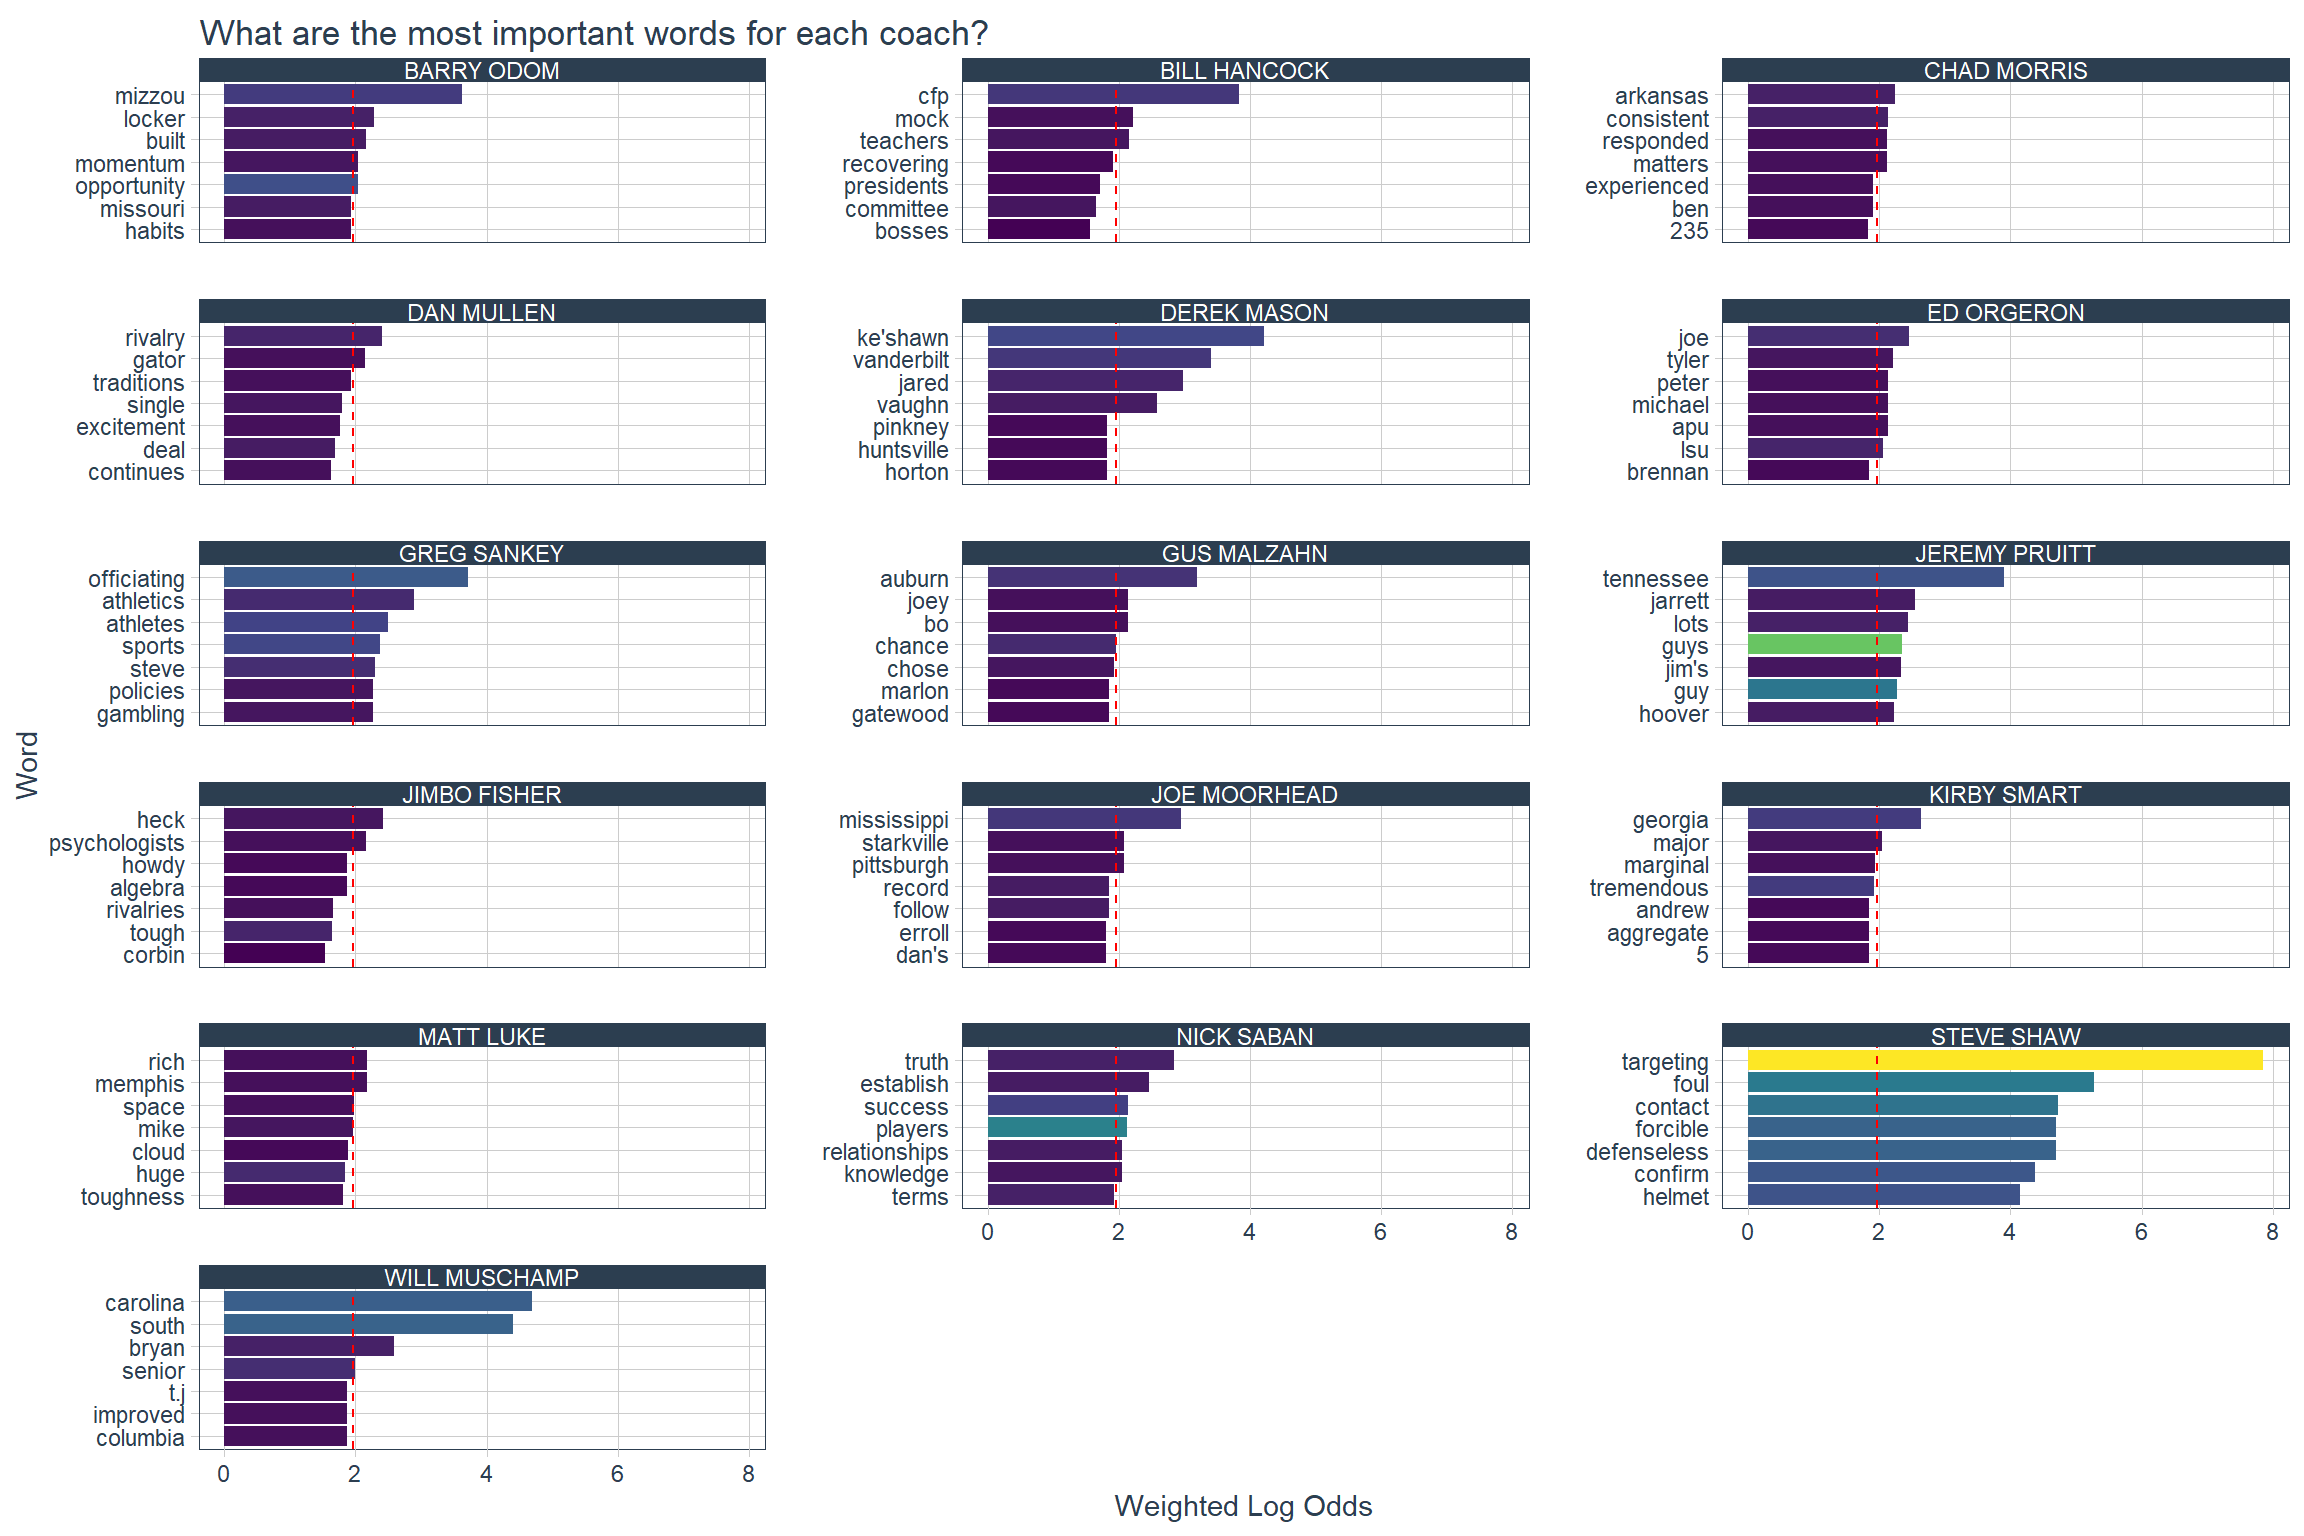 What are the most important words for each coach?
BARRY ODOM
mizzou
locker
built
momentum
opportunity
missouri
habits
BILL HANCOCK
cfp
mock
teachers
recovering
presidents
committee
bosses
CHAD MORRIS
arkansas
consistent
responded
matters
experienced
ben
235
DAN MULLEN
rivalry
gator
traditions
single
excitement
deal
continues
DEREK MASON
ke'shawn
vanderbilt
jared
vaughn
pinkney
huntsville
horton
ED ORGERON
joe
tyler
peter
michael
apu
lsu
brennan
GREG SANKEY
officiating
athletics
athletes
sports
steve
policies
gambling
GUS MALZAHN
auburn
joey
bo
chance
chose
marlon
gatewood
JEREMY PRUITT
tennessee
jarrett
lots
guys
jim's
guy
hoover
JIMBO FISHER
heck
psychologists
howdy
algebra
rivalries
tough
corbin
JOE MOORHEAD
mississippi
starkville
pittsburgh
record
follow
erroll
dan's
KIRBY SMART
georgia
major
marginal
tremendous
andrew
aggregate
5
MATT LUKE
rich
memphis
space
mike
cloud
huge
toughness
NICK SABAN
truth
establish
success
players
relationships
knowledge
terms
0 2 4 6 8
STEVE SHAW
targeting
foul
contact
forcible
defenseless
confirm
helmet
0 2 4 6 8
WILL MUSCHAMP
carolina
south
bryan
senior
t.j
improved
columbia
0 2 4 6 8
Word
Weighted Log Odds